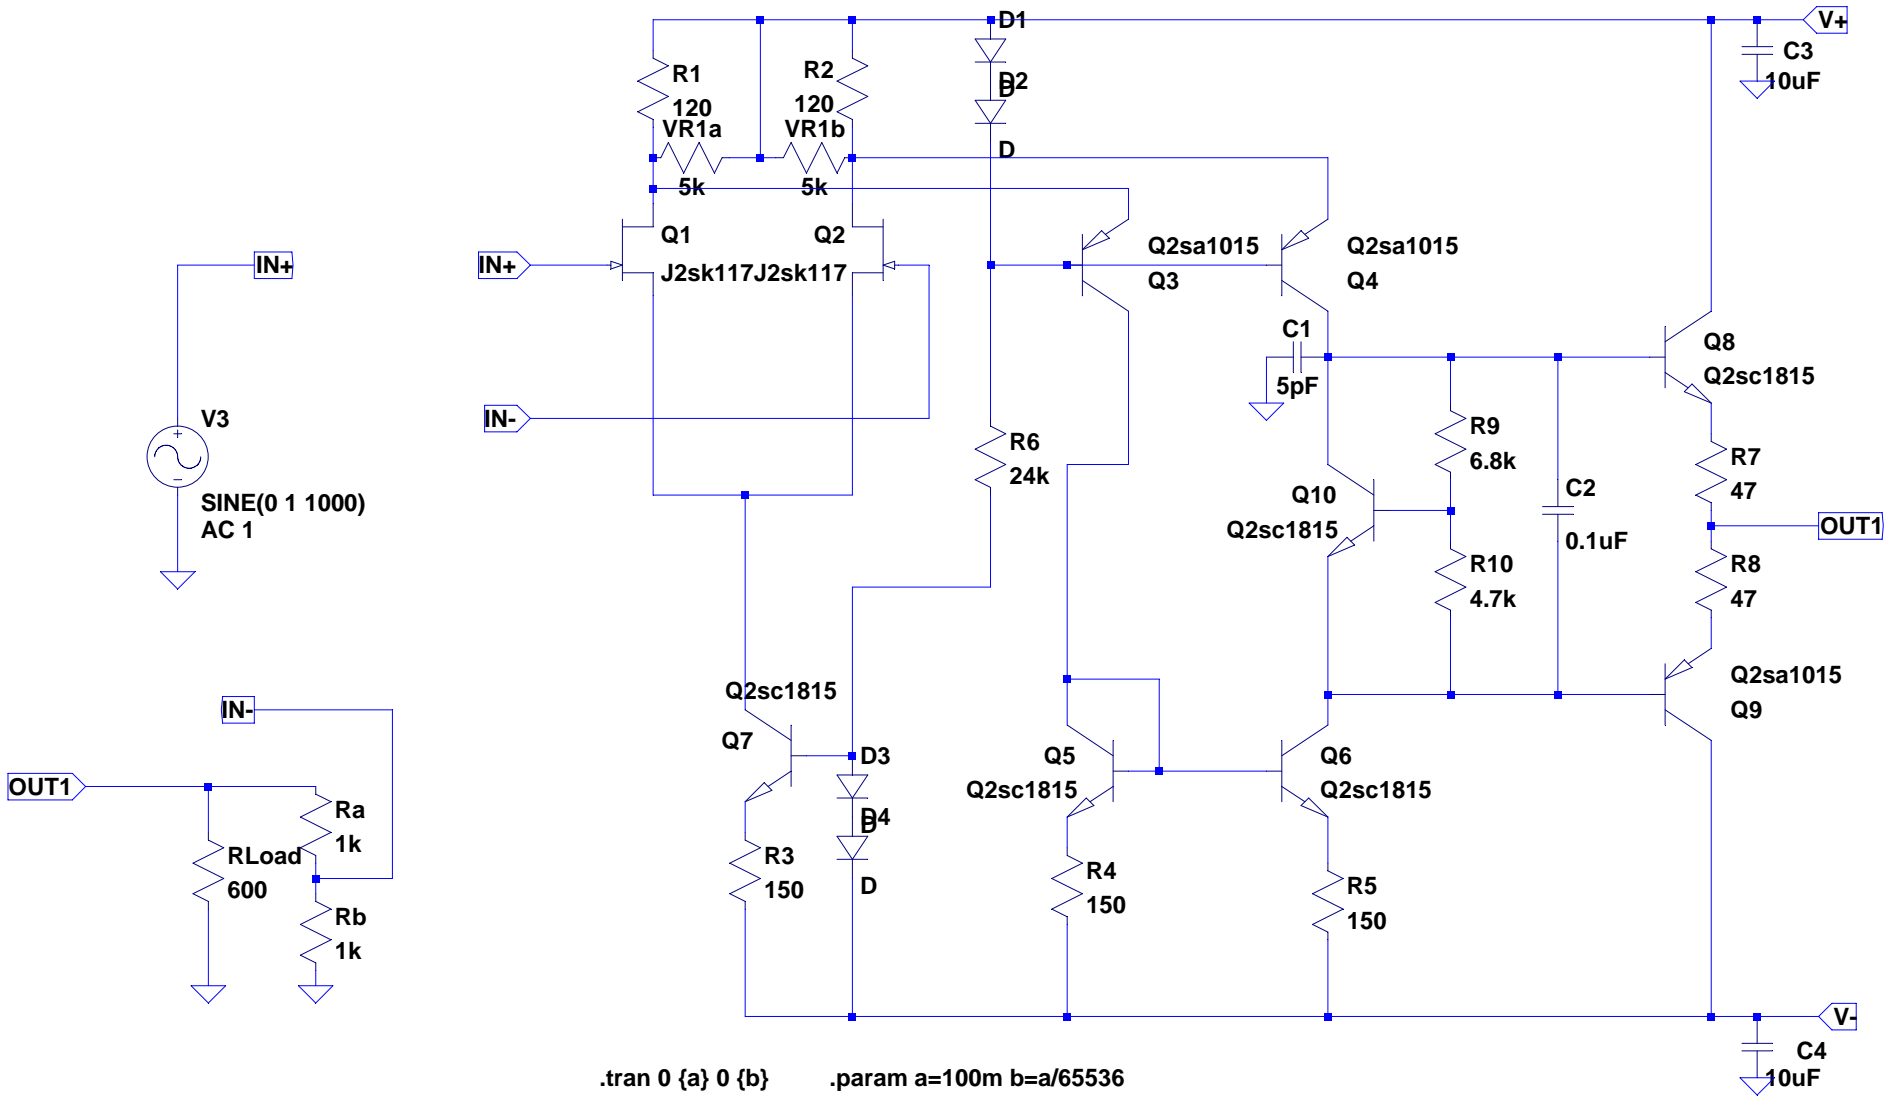 D1
V+
C3
10uF
R1
120
R2
120
D2
D
VR1a
5k
VR1b
5k
D
Q1
J2sk117
Q2
J2sk117
IN+
IN+
Q2sa1015
Q3
Q2sa1015
Q4
C1
5pF
Q8
Q2sc1815
IN-
V3
SINE(0 1 1000)
AC 1
R6
24k
R9
6.8k
R7
47
Q10
Q2sc1815
C2
0.1uF
OUT1
R10
4.7k
R8
47
Q2sc1815
Q7
IN-
Q2sa1015
Q9
D3
Q5
Q2sc1815
Q6
Q2sc1815
OUT1
Ra
1k
D4
D
RLoad
600
R3
150
D
R4
150
R5
150
Rb
1k
V-
C4
10uF
.tran 0 {a} 0 {b}
.param a=100m b=a/65536